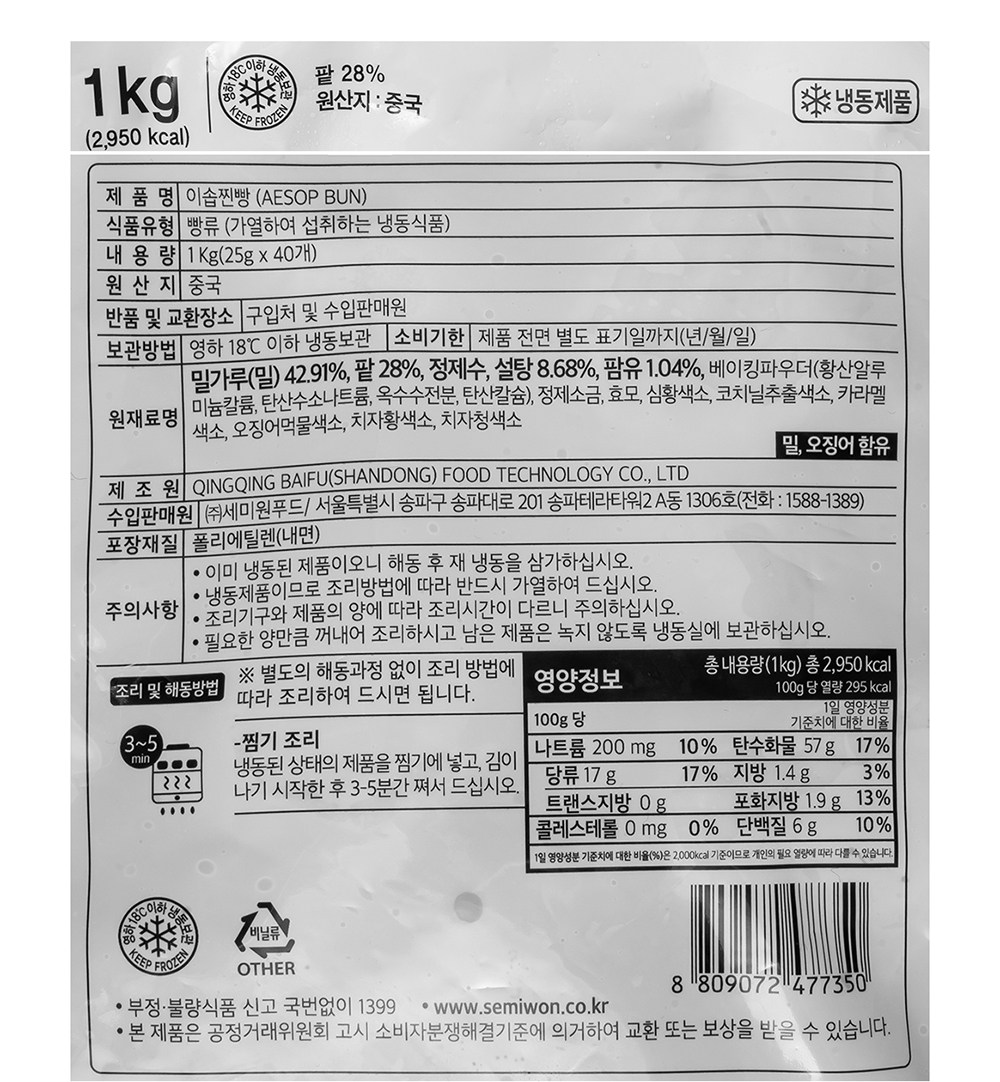 1kg
(2,950 kcal)
영하 18℃ 이하 냉동보관
KEEP FROZEN
팥 28%
원산지 : 중국
냉동제품
제 품 명 이솝찐빵 (AESOP BUN)
식품유형 빵류 (가열하여 섭취하는 냉동식품)
내 용 량 1 Kg(25g x 40개)
원 산 지 중국
반품 및 교환장소 구입처 및 수입판매원
보관방법 영하 18℃ 이하 냉동보관 소비기한 제품 전면 별도 표기일까지(년/월/일)
원재료명 밀가루(밀) 42.91%, 팥 28%, 정제수, 설탕 8.68%, 팜유 1.04%, 베이킹파우더(황산알루
미늄칼륨, 탄산수소나트륨, 옥수수전분, 탄산칼슘), 정제소금, 효모, 심황색소, 코치닐추출색소, 카라멜
색소, 오징어먹물색소, 치자황색소, 치자청색소
밀, 오징어 함유
제 조 원 QINGQING BAIFU(SHANDONG) FOOD TECHNOLOGY CO., LTD
수입판매원 ㈜세미원푸드/ 서울특별시 송파구 송파대로 201 송파테라타워2 A동 1306호(전화 : 1588-1389)
포장재질 폴리에틸렌(내면)
주의사항 • 이미 냉동된 제품이오니 해동 후 재 냉동을 삼가하십시오.
• 냉동제품이므로 조리방법에 따라 반드시 가열하여 드십시오.
• 조리기구와 제품의 양에 따라 조리시간이 다르니 주의하십시오.
• 필요한 양만큼 꺼내어 조리하시고 남은 제품은 녹지 않도록 냉동실에 보관하십시오.
조리 및 해동방법 ※ 별도의 해동과정 없이 조리 방법에
따라 조리하여 드시면 됩니다.
3~5
min
-찜기 조리
냉동된 상태의 제품을 찜기에 넣고, 김이
나기 시작한 후 3-5분간 쪄서 드십시오.
영양정보 총 내용량(1kg) 총 2,950 kcal
100g 당 열량 295 kcal
100g 당 1일 영양성분
기준치에 대한 비율
나트륨 200 mg 10% 탄수화물 57 g 17%
당류 17 g 17% 지방 1.4 g 3%
트랜스지방 0 g 포화지방 1.9 g 13%
콜레스테롤 0 mg 0% 단백질 6 g 10%
1일 영양성분 기준치에 대한 비율(%)은 2,000kcal 기준이므로 개인의 필요 열량에 따라 다를 수 있습니다.
영하 18℃ 이하 냉동보관
KEEP FROZEN
비닐류
OTHER
8 809072 477350
• 부정·불량식품 신고 국번없이 1399 • www.semiwon.co.kr
• 본 제품은 공정거래위원회 고시 소비자분쟁해결기준에 의거하여 교환 또는 보상을 받을 수 있습니다.